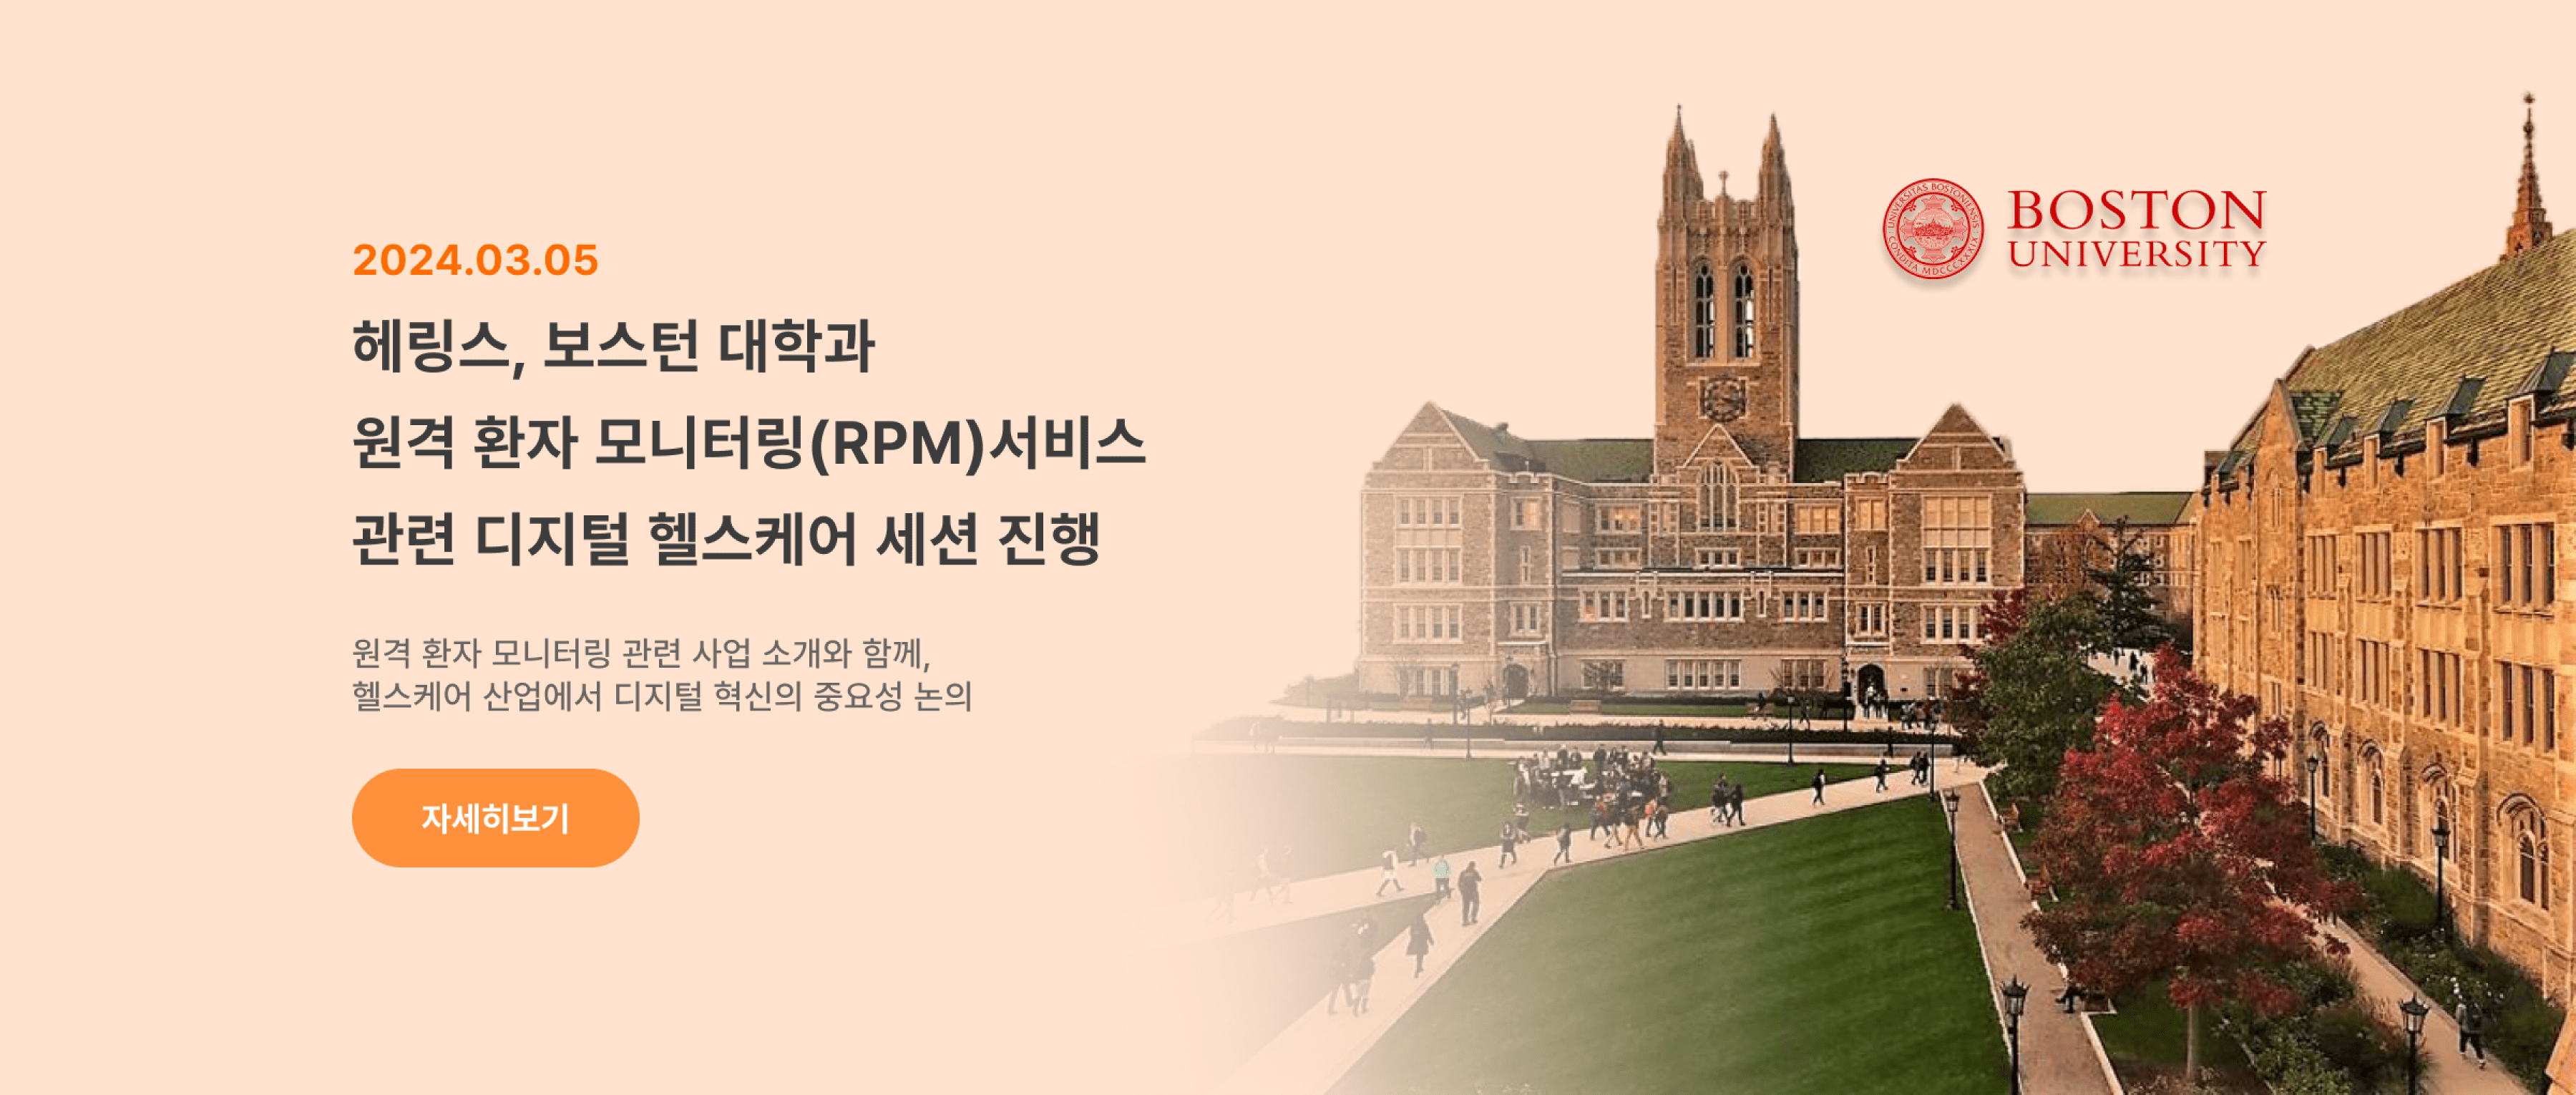 2024.03.05
헤링스, 보스턴 대학과
원격 환자 모니터링(RPM)서비스
관련 디지털 헬스케어 세션 진행
원격 환자 모니터링 관련 사업 소개와 함께,
헬스케어 산업에서 디지털 혁신의 중요성 논의
자세히보기
UNIVERSITAS BOSTONIENSIS
CONDITA MDCCCXXXIX
BOSTON
UNIVERSITY